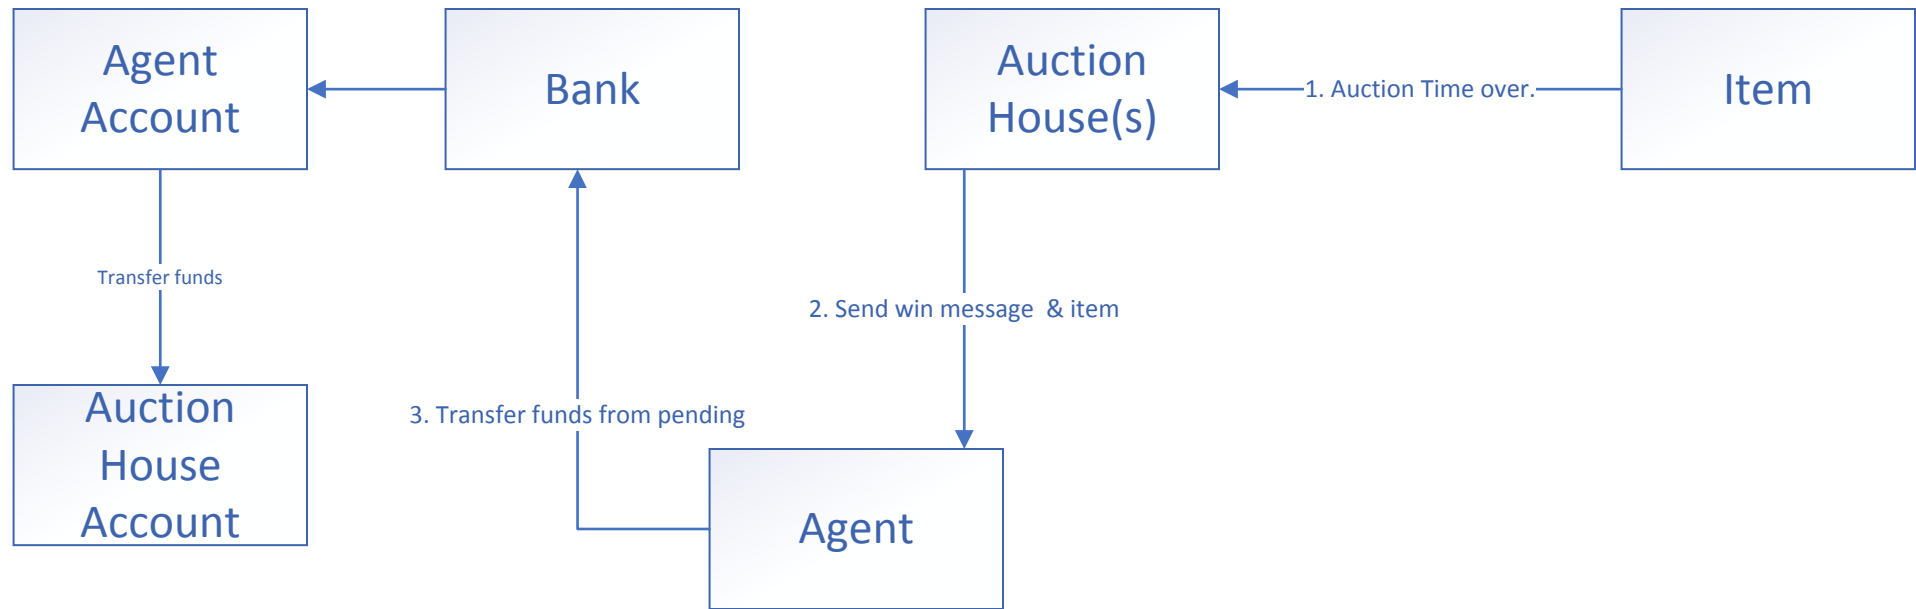 Agent
Account
Bank
Auction
House(s)
1. Auction Time over.
Item
Transfer funds
2. Send win message  & item
Auction
House
Account
3. Transfer funds from pending
Agent